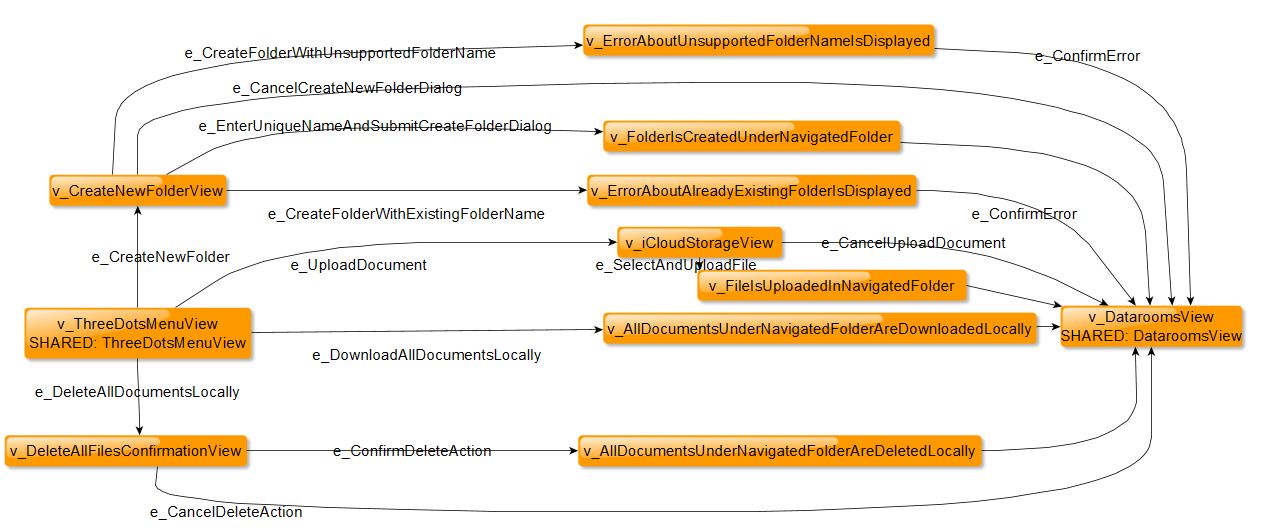 v_ErrorAboutUnsupportedFolderNameIsDisplayed
e_CreateFolderWithUnsupportedFolderName
e_ConfirmError
e_CancelCreateNewFolderDialog
e_EnterUniqueNameAndSubmitCreateFolderDialog
v_FolderIsCreatedUnderNavigatedFolder
v_CreateNewFolderView
v_ErrorAboutAlreadyExistingFolderIsDisplayed
e_CreateFolderWithExistingFolderName
e_ConfirmError
v_iCloudStorageView
e_CancelUploadDocument
e_CreateNewFolder
e_UploadDocument
e_SelectAndUploadFile
v_FileIsUploadedInNavigatedFolder
v_ThreeDotsMenuView
SHARED: ThreeDotsMenuView
v_AllDocumentsUnderNavigatedFolderAreDownloadedLocally
v_DataroomsView
SHARED: DataroomsView
e_DownloadAllDocumentsLocally
e_DeleteAllDocumentsLocally
v_DeleteAllFilesConfirmationView
e_ConfirmDeleteAction
v_AllDocumentsUnderNavigatedFolderAreDeletedLocally
e_CancelDeleteAction